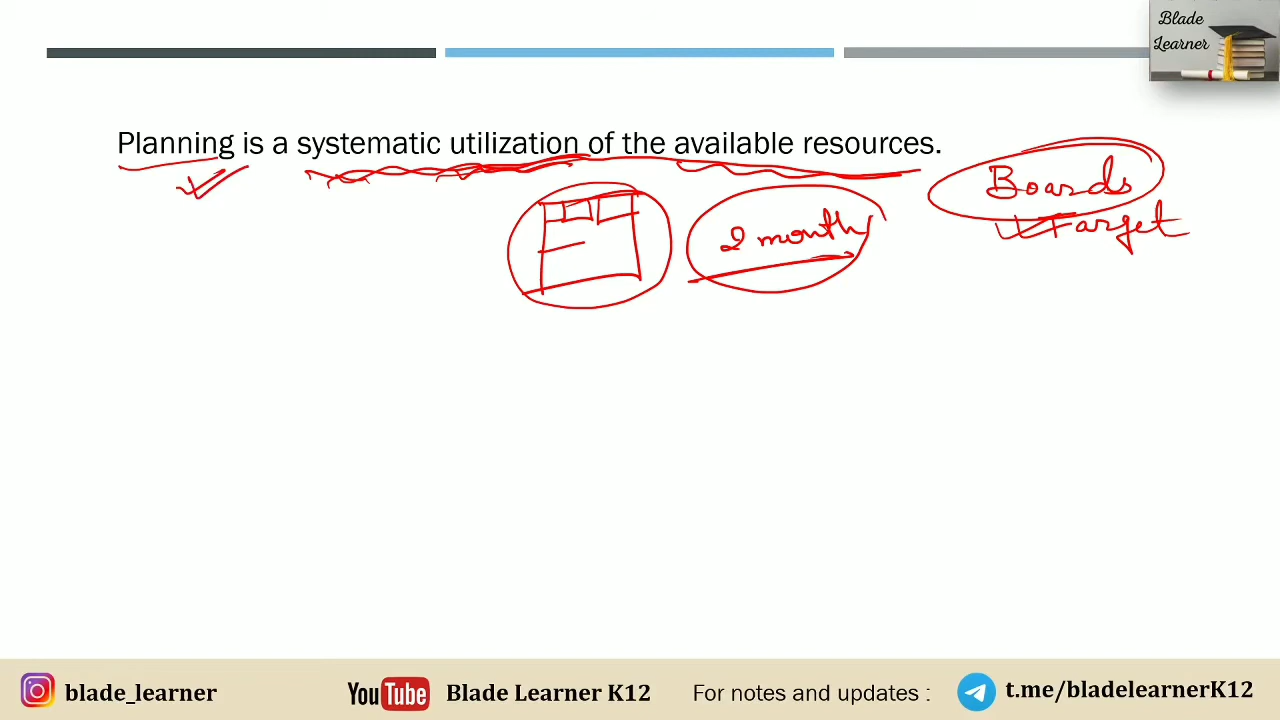 Blade
Learner
Planning is a systematic utilization of the available resources.
Boards
Target
2 month
blade_learner
YouTube Blade Learner K12
For notes and updates :
t.me/bladelearnerK12